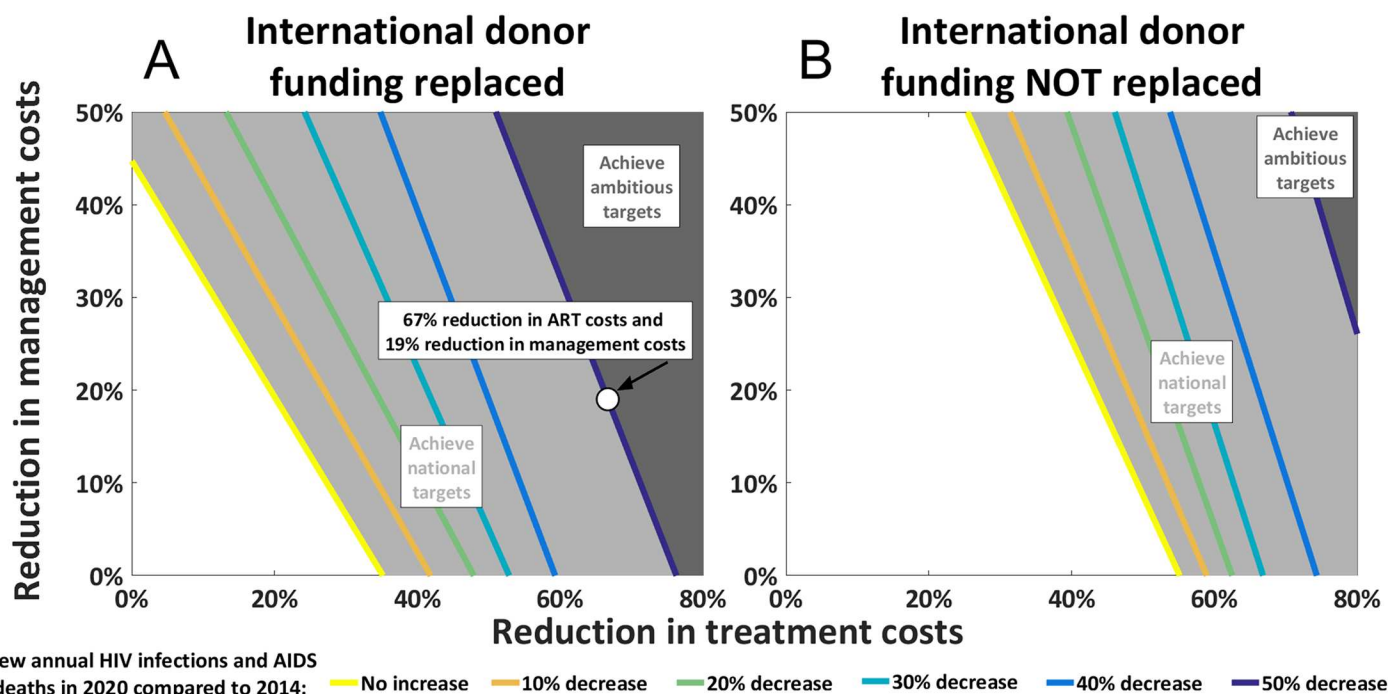 A
International donor
funding replaced
B
International donor
funding NOT replaced
Reduction in management costs
50%
40%
30%
20%
10%
0%
0%
20%
40%
60%
80%
Achieve
ambitious
targets
67% reduction in ART costs and
19% reduction in management costs
Achieve
national
targets
50%
40%
30%
20%
10%
0%
0%
20%
40%
60%
80%
Achieve
ambitious
targets
Achieve
national
targets
Reduction in treatment costs
ew annual HIV infections and AIDS
deaths in 2020 compared to 2014:
No increase
10% decrease
20% decrease
30% decrease
40% decrease
50% decrease